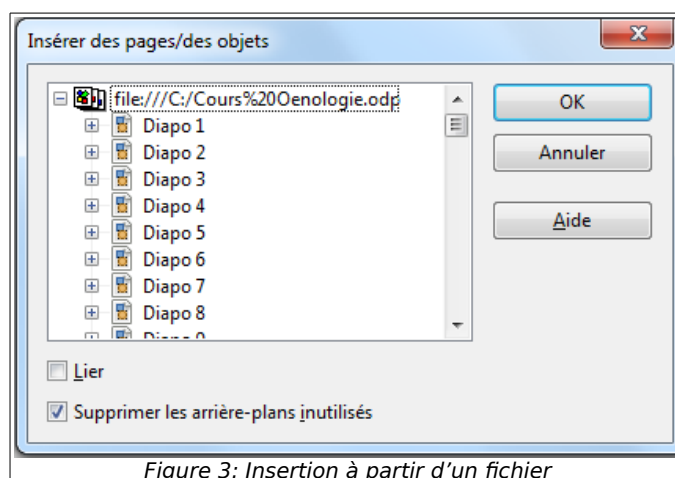 Insérer des pages/des objets
file:///C:/Cours%20Oenologie.odp
Diapo 1
Diapo 2
Diapo 3
Diapo 4
Diapo 5
Diapo 6
Diapo 7
Diapo 8
OK
Annuler
Aide
Lier
Supprimer les arrière-plans inutilisés
Figure 3: Insertion à partir d'un fichier